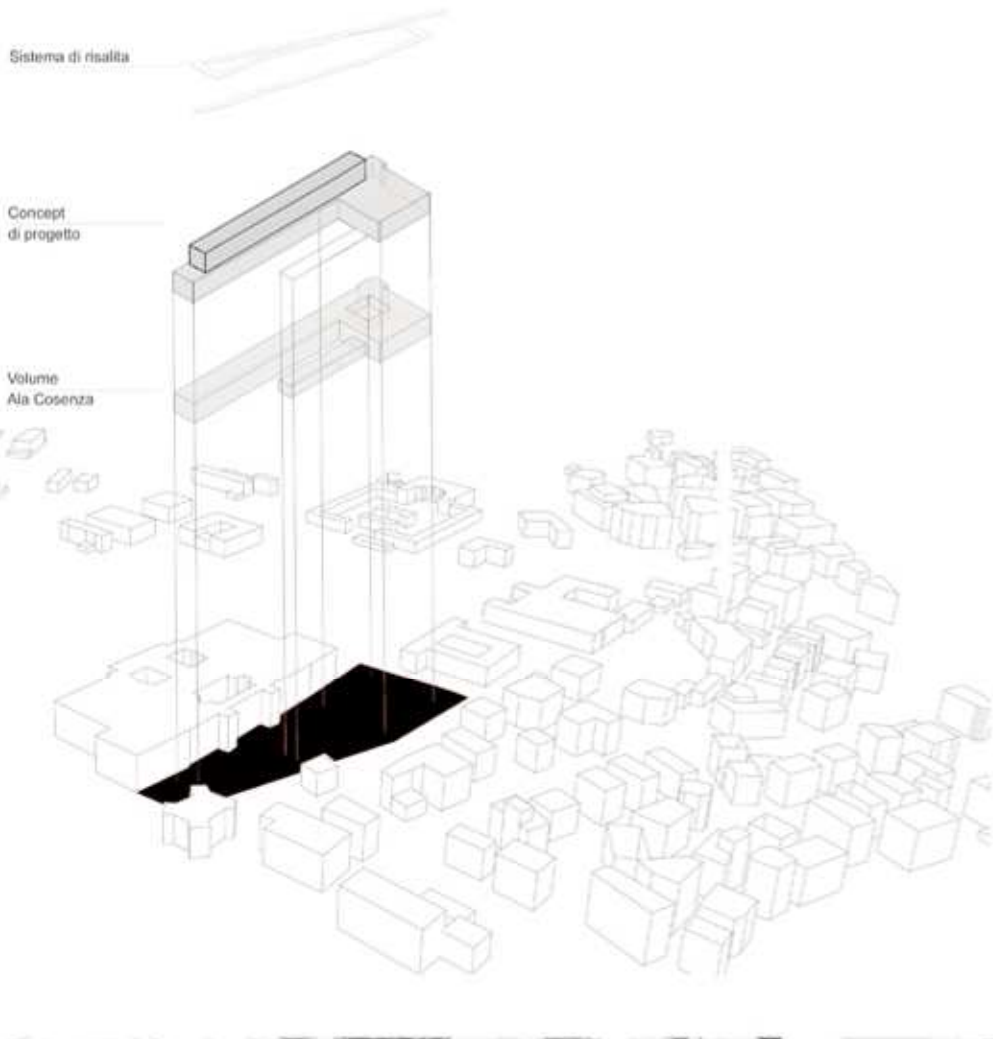 Sistema di risalita
Concept
di progetto
Volume
Ala Cosenza